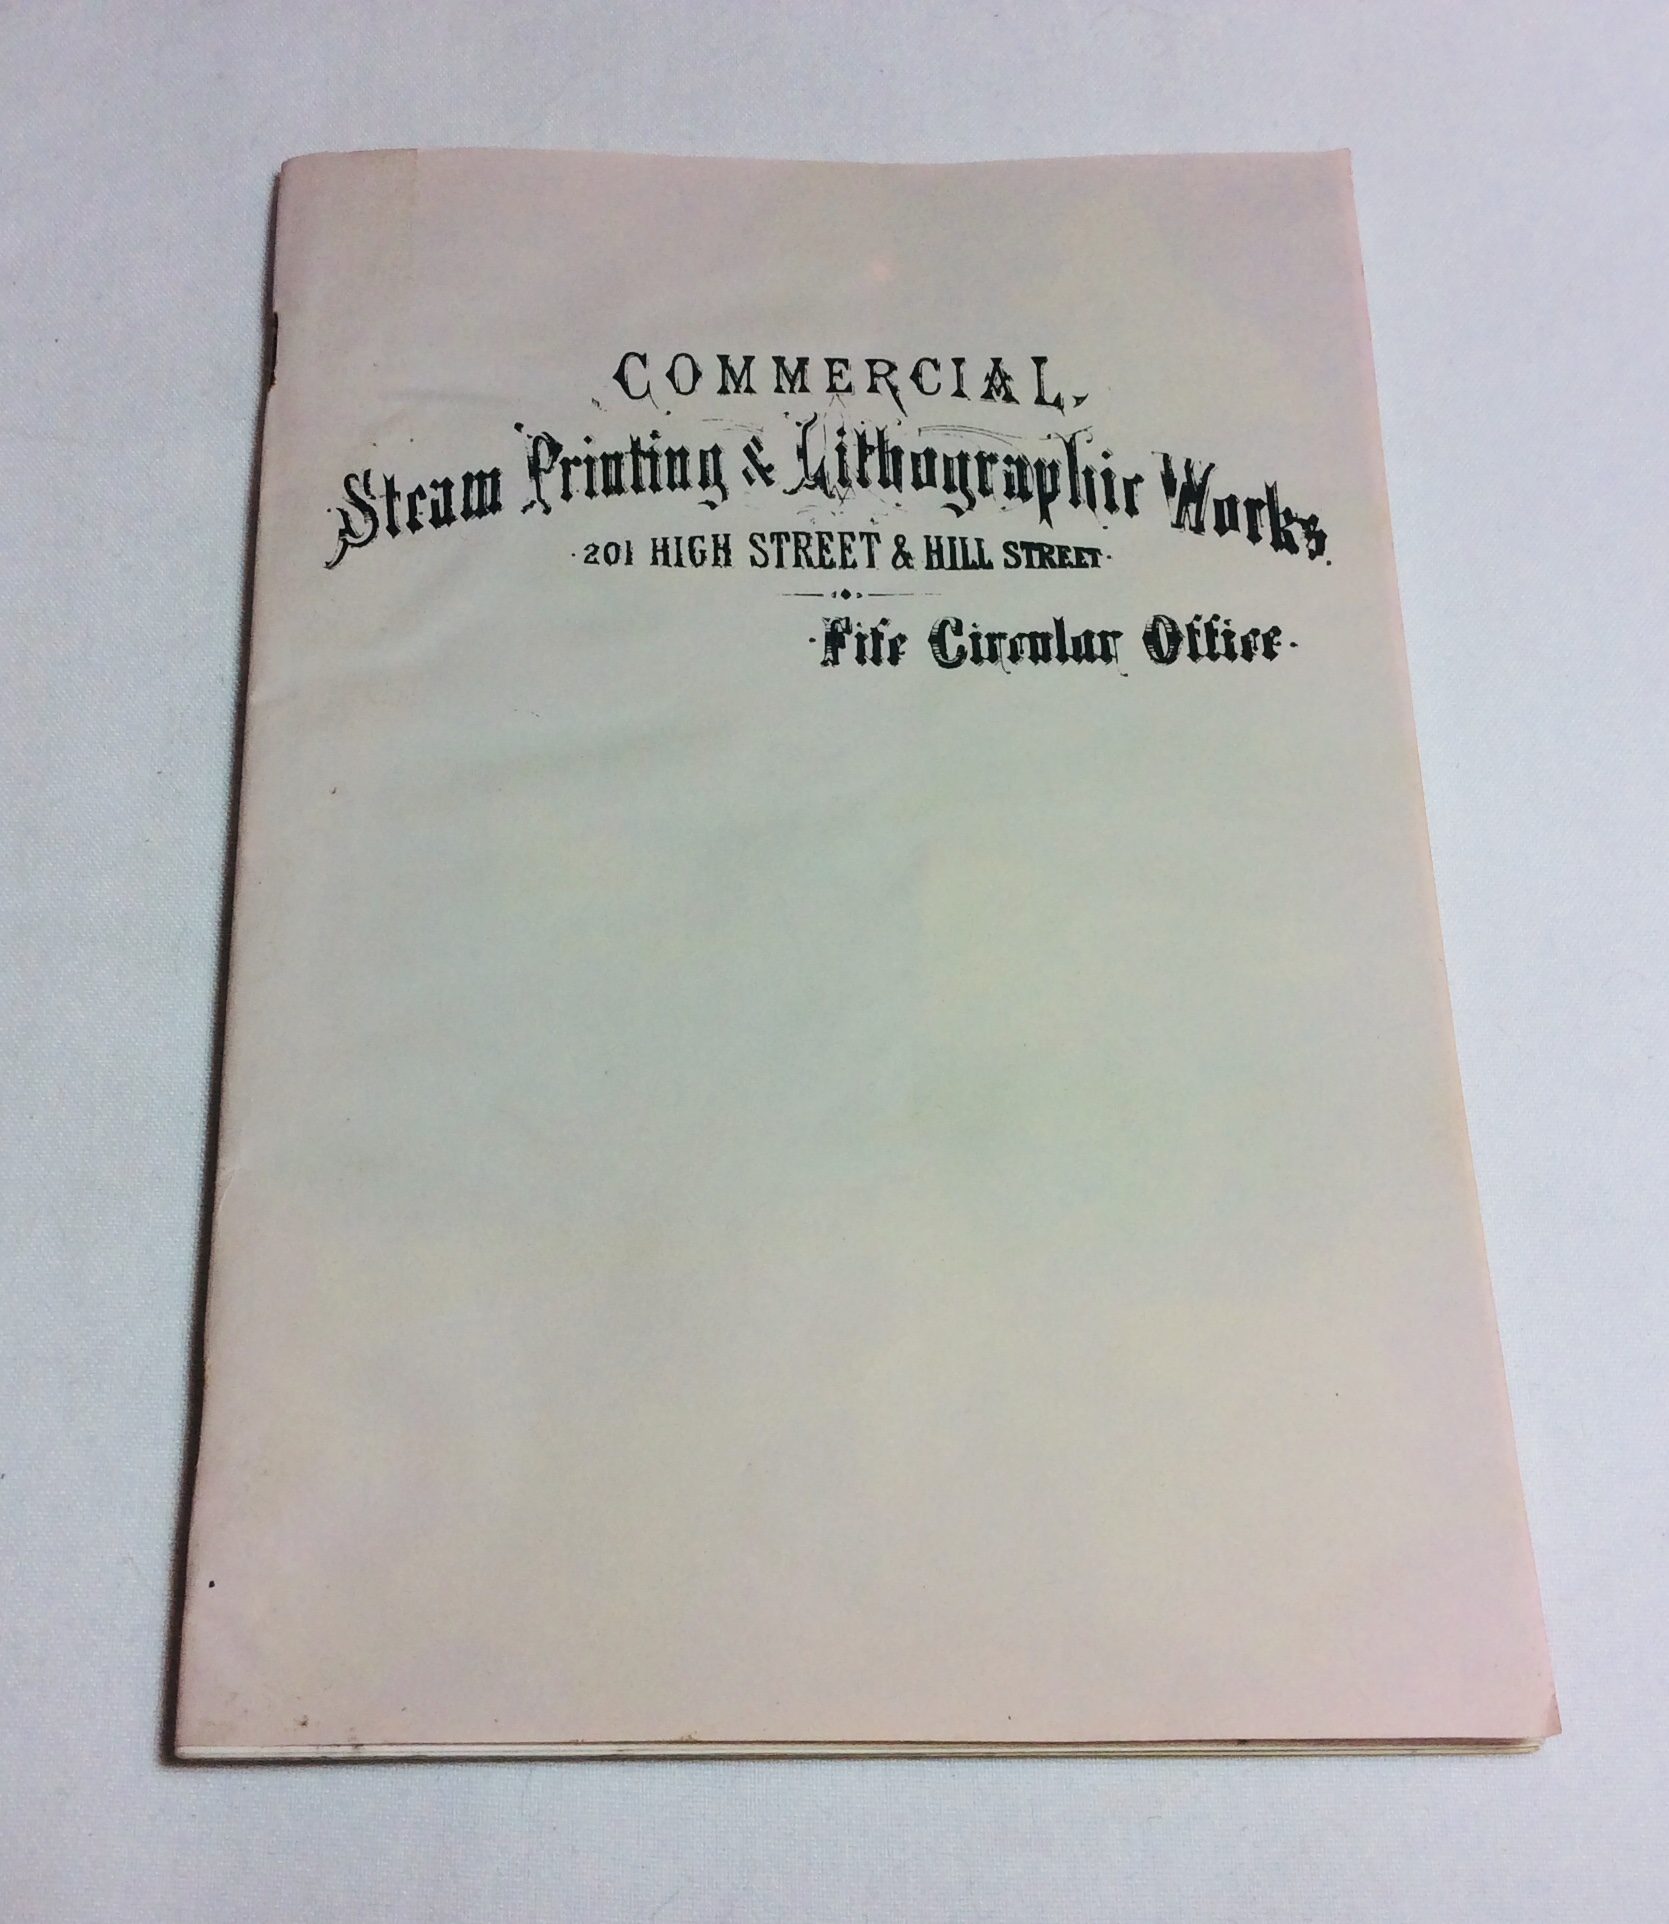 COMMERCIAL.
Steam Printing & Lithographic Works.
·201 HIGH STREET & HILL STREET·
·Fife Circular Office·